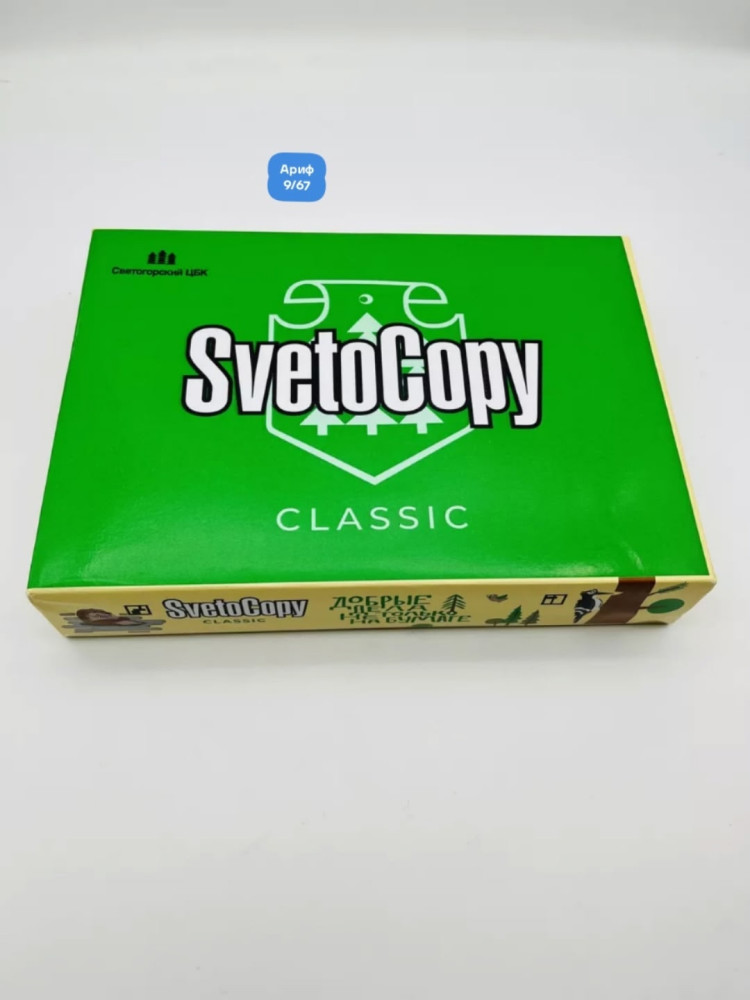 Ариф
9/67
Светогорский ЦБК
SvetoCopy
CLASSIC
SvetoCopy
CLASSIC
ДОБРЫЕ
ДЕЛА
НЕ ТОЛЬКО
НА БУМАГЕ